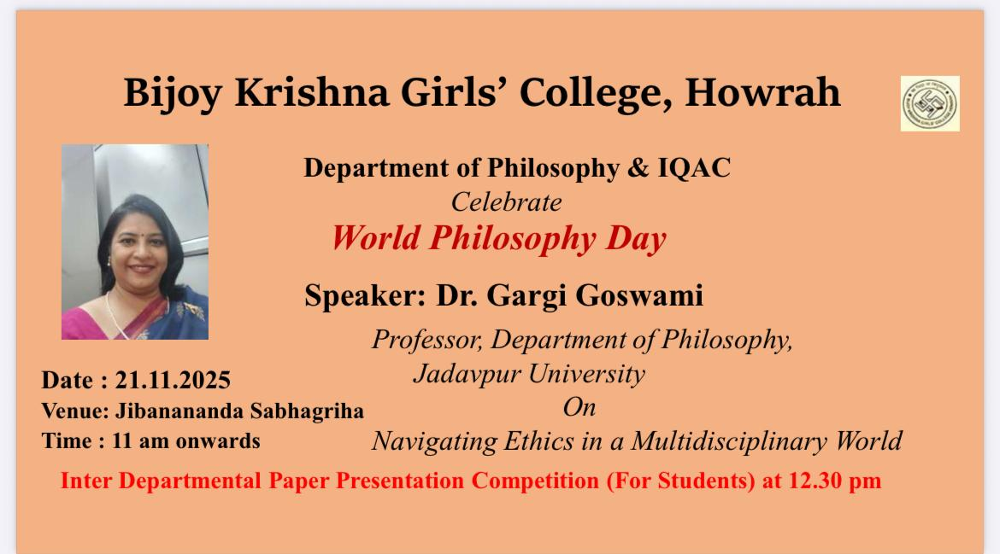 Bijoy Krishna Girls’ College, Howrah
Department of Philosophy & IQAC
Celebrate
World Philosophy Day
Speaker: Dr. Gargi Goswami
Professor, Department of Philosophy,
Jadavpur University
On
Navigating Ethics in a Multidisciplinary World
Date : 21.11.2025
Venue: Jibanananda Sabhagriha
Time : 11 am onwards
Inter Departmental Paper Presentation Competition (For Students) at 12.30 pm